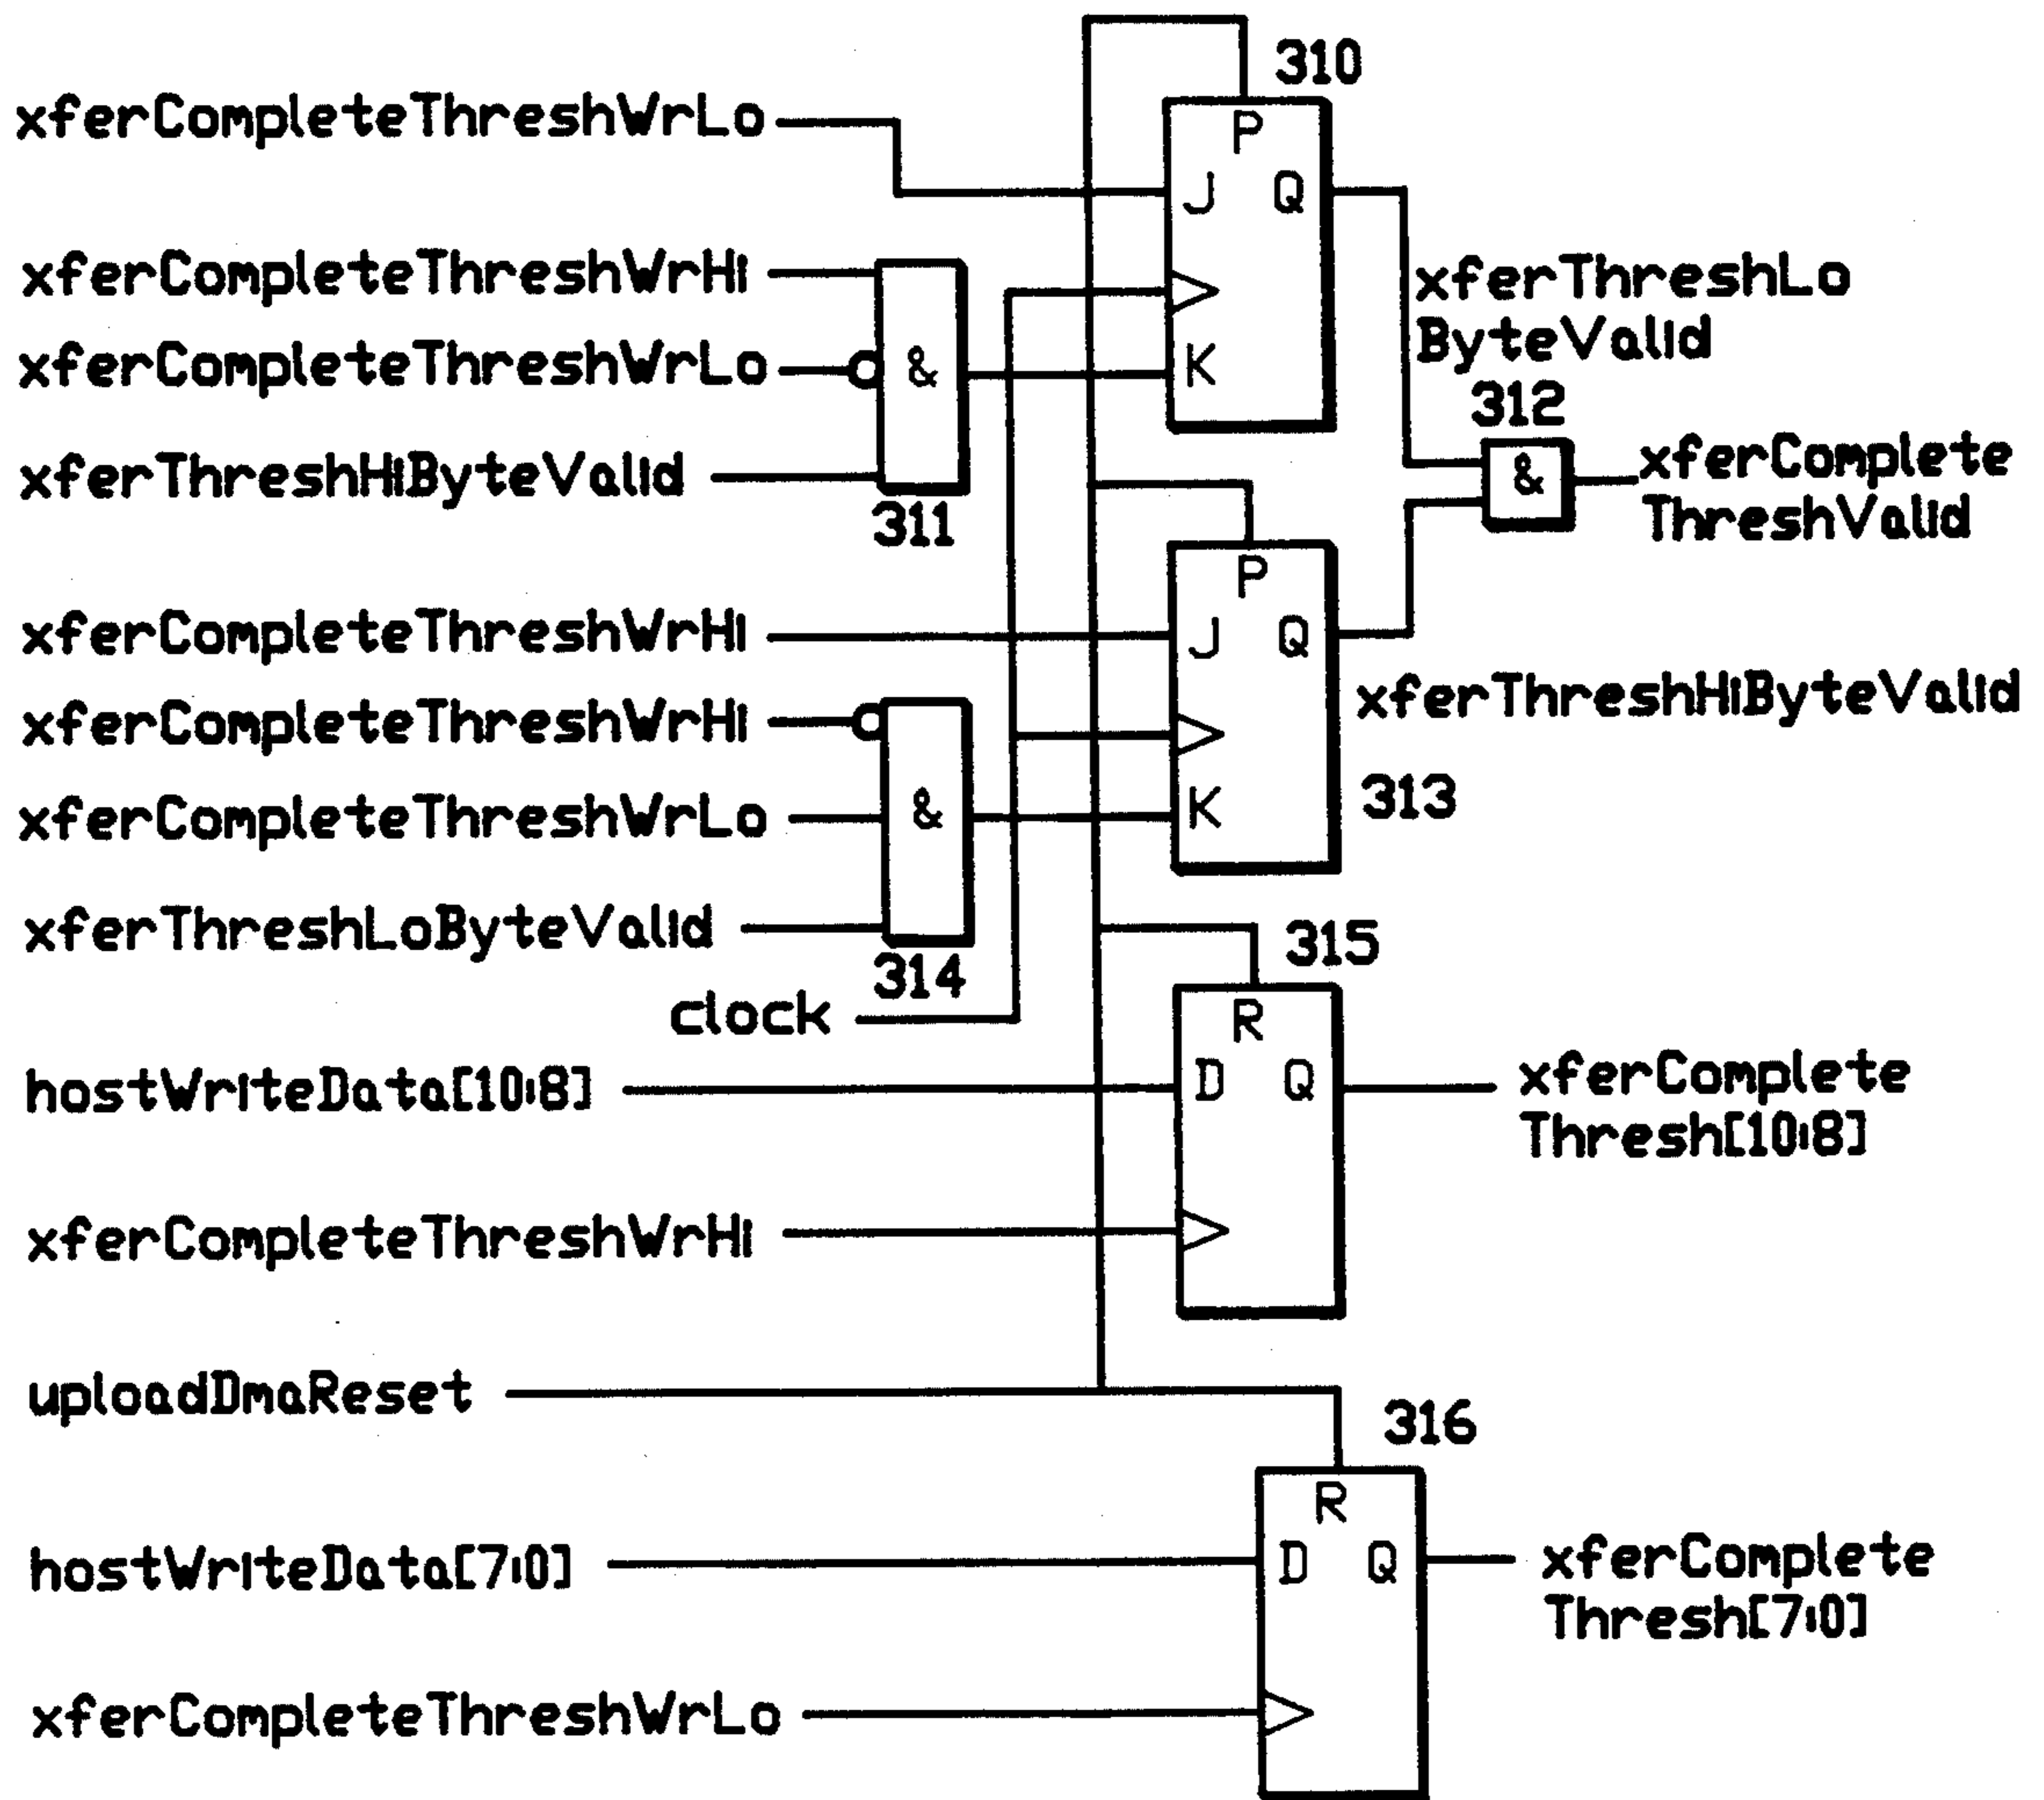 310
xferCompleteThreshWrLo
P
J Q
xferCompleteThreshWrHi
xferThreshLo
ByteValid
xferCompleteThreshWrLo
&
K
312
xferThreshHiByteValid
&
xferComplete
ThreshValid
311
P
xferCompleteThreshWrHi
J Q
xferCompleteThreshWrHi
xferThreshHiByteValid
xferCompleteThreshWrLo
&
K
313
xferThreshLoByteValid
315
314
clock
R
hostWriteData[10:8]
D Q
xferComplete
Thresh[10:8]
xferCompleteThreshWrHi
uploadDmaReset
316
R
hostWriteData[7:0]
D Q
xferComplete
Thresh[7:0]
xferCompleteThreshWrLo